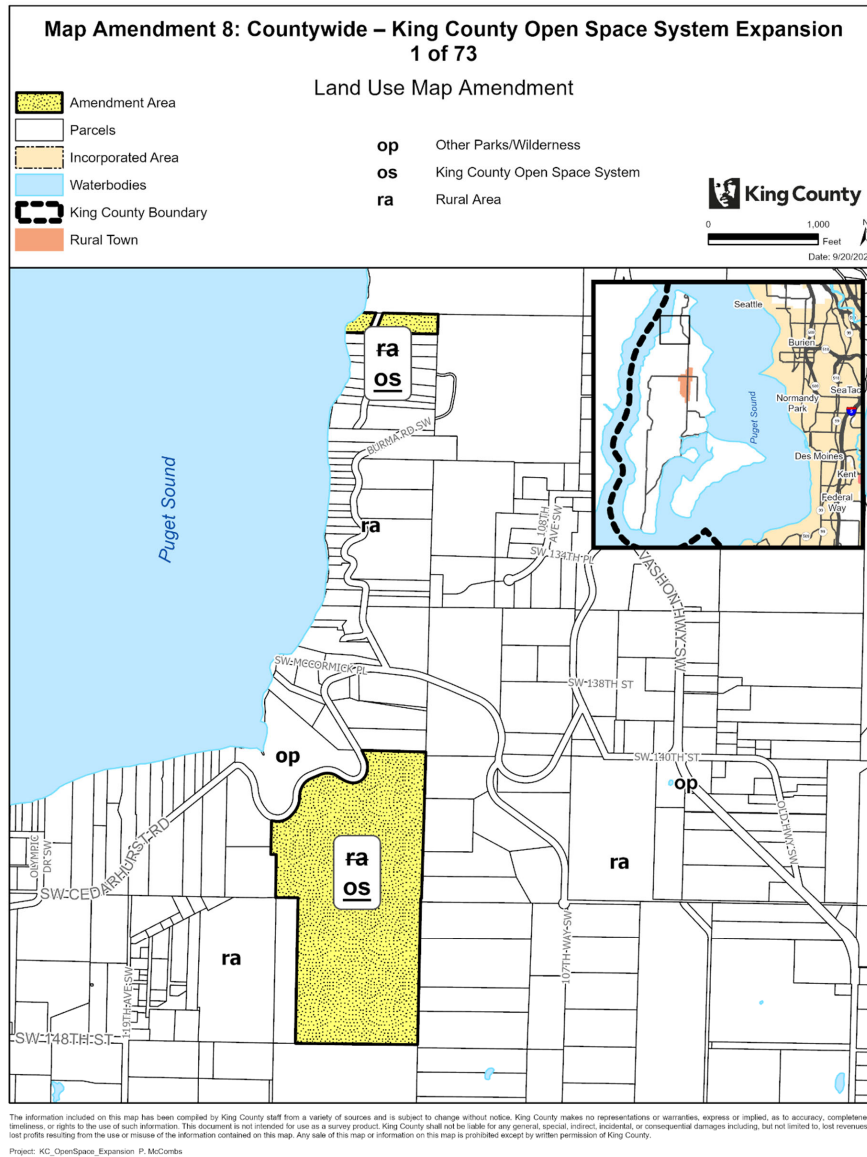 Map Amendment 8: Countywide – King County Open Space System Expansion
1 of 73
Land Use Map Amendment
Amendment Area
Parcels
Incorporated Area
Waterbodies
King County Boundary
Rural Town
op Other Parks/Wilderness
os King County Open Space System
ra Rural Area
King County
0 1,000
Feet
N
Date: 9/20/202
Seattle
Burien
SeaTac
Normandy
Park
Puget Sound
Des Moines
Kent
Federal
Way
ra
os
BURMA RD SW
Puget Sound
ra
108TH
AVE SW
SW 134TH PL
VASHON HWY SW
SW MCCORMICK PL
SW 138TH ST
op
SW 140TH ST
op
OLD HWY SW
OLYMPIC
DR SW
SW CEDARHURST RD
ra
os
ra
107TH WAY SW
ra
119TH AVE SW
SW 148TH ST
The information included on this map has been compiled by King County staff from a variety of sources and is subject to change without notice. King County makes no representations or warranties, express or implied, as to accuracy, completene
timeliness, or rights to the use of such information. This document is not intended for use as a survey product. King County shall not be liable for any general, special, indirect, incidental, or consequential damages including, but not limited to, lost revenues
lost profits resulting from the use or misuse of the information contained on this map. Any sale of this map or information on this map is prohibited except by written permission of King County.
Project: KC_OpenSpace_Expansion P. McCombs